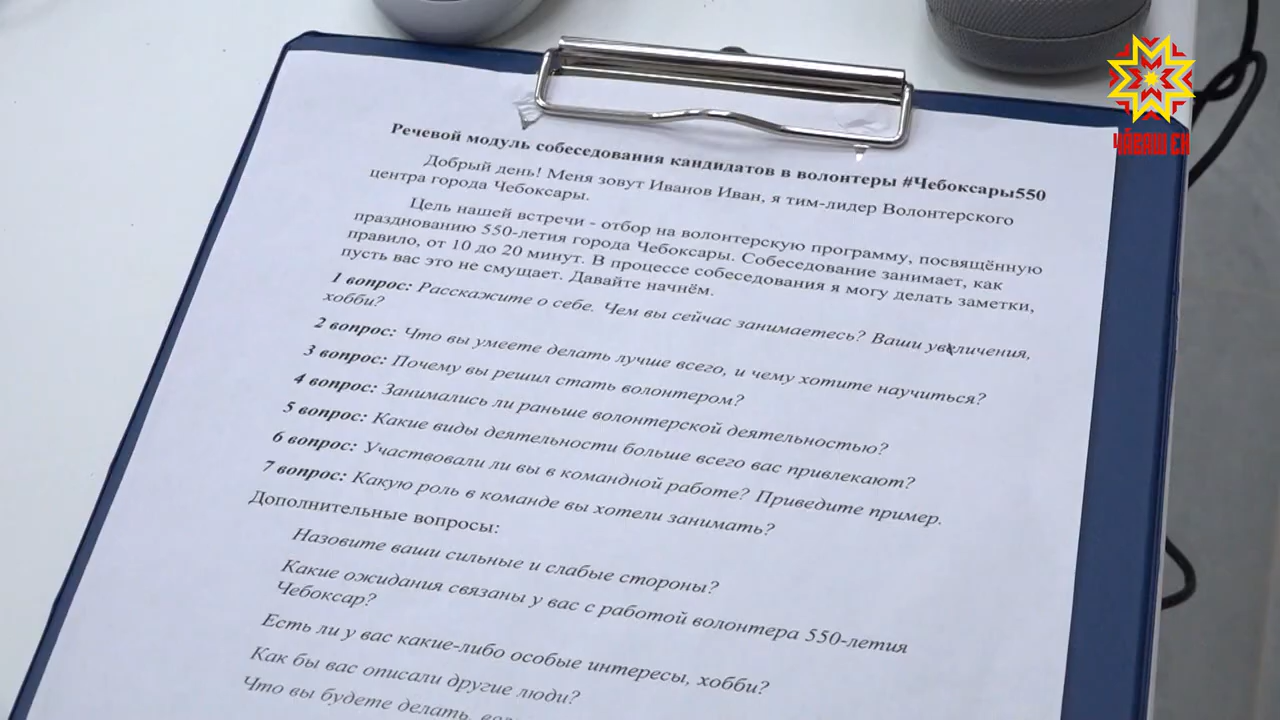 Речевой модуль собеседования кандидатов в волонтеры #Чебоксары550
Добрый день! Меня зовут Иванов Иван, я тим-лидер Волонтерского
центра города Чебоксары.
Цель нашей встречи - отбор на волонтерскую программу, посвящённую
празднованию 550-летия города Чебоксары. Собеседование занимает, как
правило, от 10 до 20 минут. В процессе собеседования я могу делать заметки,
пусть вас это не смущает. Давайте начнём.
1 вопрос: Расскажите о себе. Чем вы сейчас занимаетесь? Ваши увеличения,
хобби?
2 вопрос: Что вы умеете делать лучше всего, и чему хотите научиться?
3 вопрос: Почему вы решил стать волонтером?
4 вопрос: Занимались ли раньше волонтерской деятельностью?
5 вопрос: Какие виды деятельности больше всего вас привлекают?
6 вопрос: Участвовали ли вы в командной работе? Приведите пример.
7 вопрос: Какую роль в команде вы хотели занимать?
Дополнительные вопросы:
Назовите ваши сильные и слабые стороны?
Какие ожидания связаны у вас с работой волонтера 550-летия
Чебоксар?
Есть ли у вас какие-либо особые интересы, хобби?
Как бы вас описали другие люди?
Что вы будете делать,
ЧӐВАШ ЕН